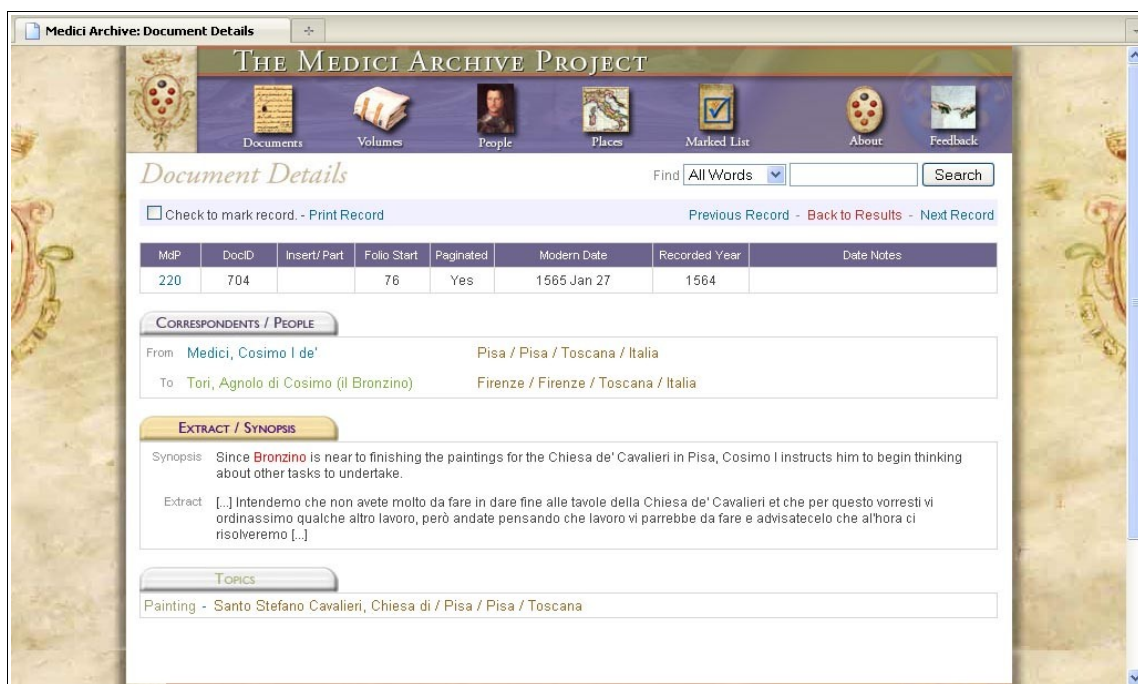 Medici Archive: Document Details
THE MEDICI ARCHIVE PROJECT
Documents Volumes People Places Marked List About Feedback
Document Details
Find All Words Search
Check to mark record. - Print Record
Previous Record - Back to Results - Next Record
MdP DocID Insert/Part Folio Start Paginated Modern Date Recorded Year Date Notes
220 704 76 Yes 1565 Jan 27 1564
CORRESPONDENTS / PEOPLE
From Medici, Cosimo I de' Pisa / Pisa / Toscana / Italia
To Tori, Agnolo di Cosimo (il Bronzino) Firenze / Firenze / Toscana / Italia
EXTRACT / SYNOPSIS
Synopsis Since Bronzino is near to finishing the paintings for the Chiesa de' Cavalieri in Pisa, Cosimo I instructs him to begin thinking
about other tasks to undertake.
Extract [...] Intendemo che non avete molto da fare in dare fine alle tavole della Chiesa de' Cavalieri et che per questo vorresti vi
ordinassimo qualche altro lavoro, però andate pensando che lavoro vi parrebbe da fare e advisatecelo che al'hora ci
risolveremo [...]
TOPICS
Painting - Santo Stefano Cavalieri, Chiesa di / Pisa / Pisa / Toscana